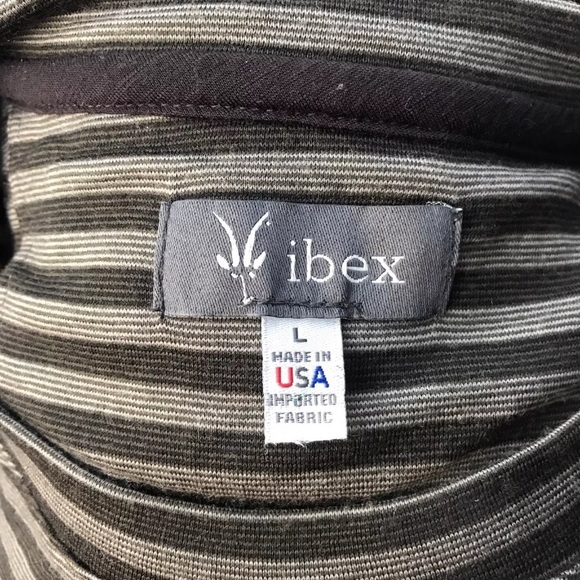 ibex
L
MADE IN
USA
IMPORTED
FABRIC